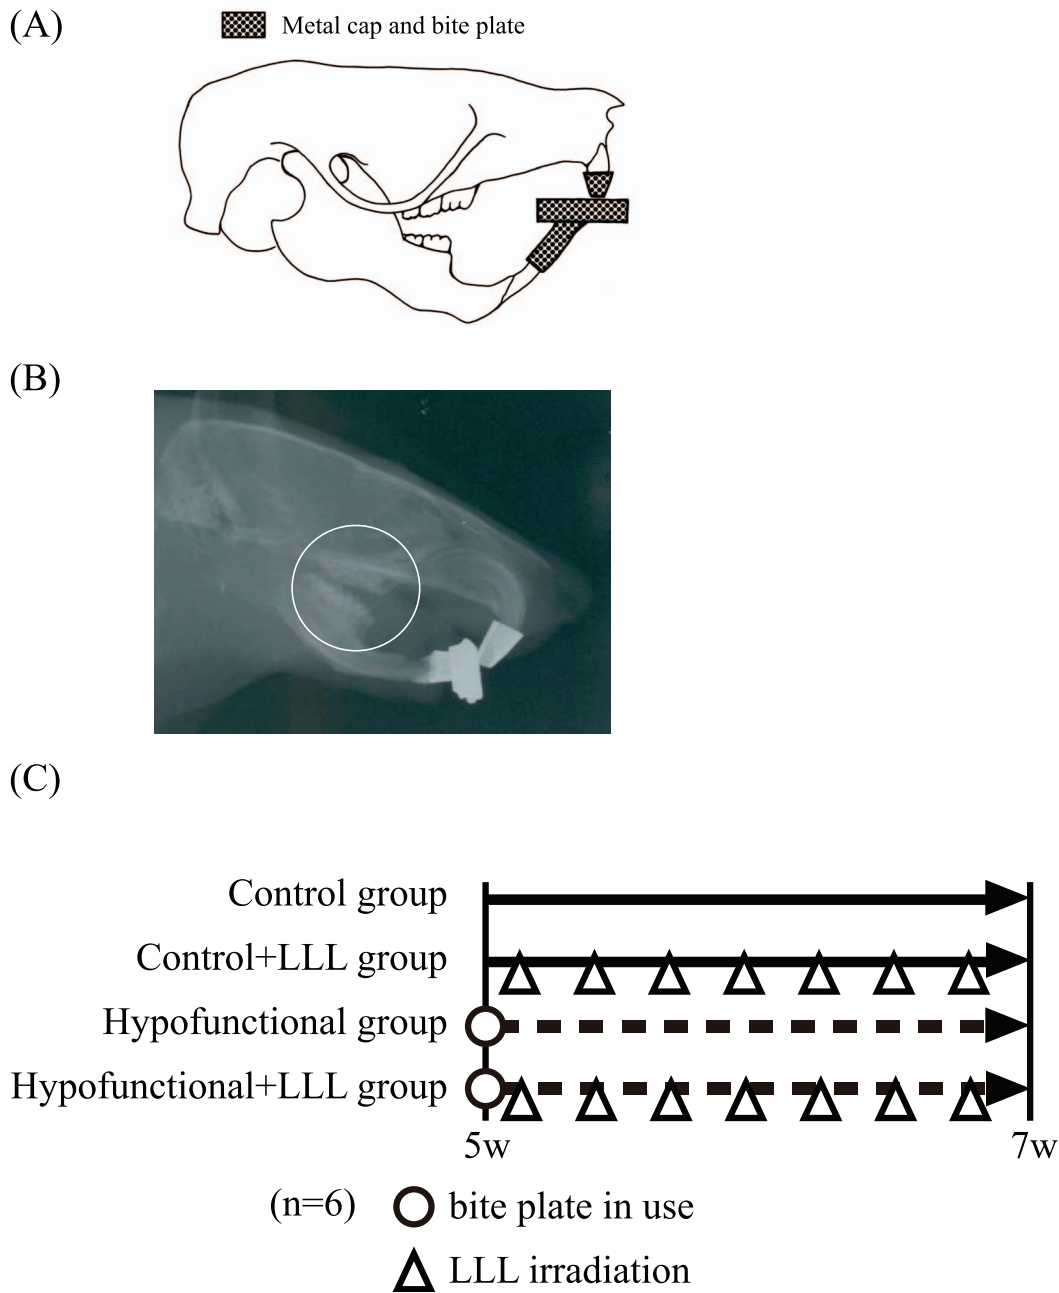 (A)
Metal cap and bite plate
(B)
(C)
Control group
Control+LLL group
Hypofunctional group
Hypofunctional+LLL group
5w 7w
(n=6) bite plate in use
LLL irradiation